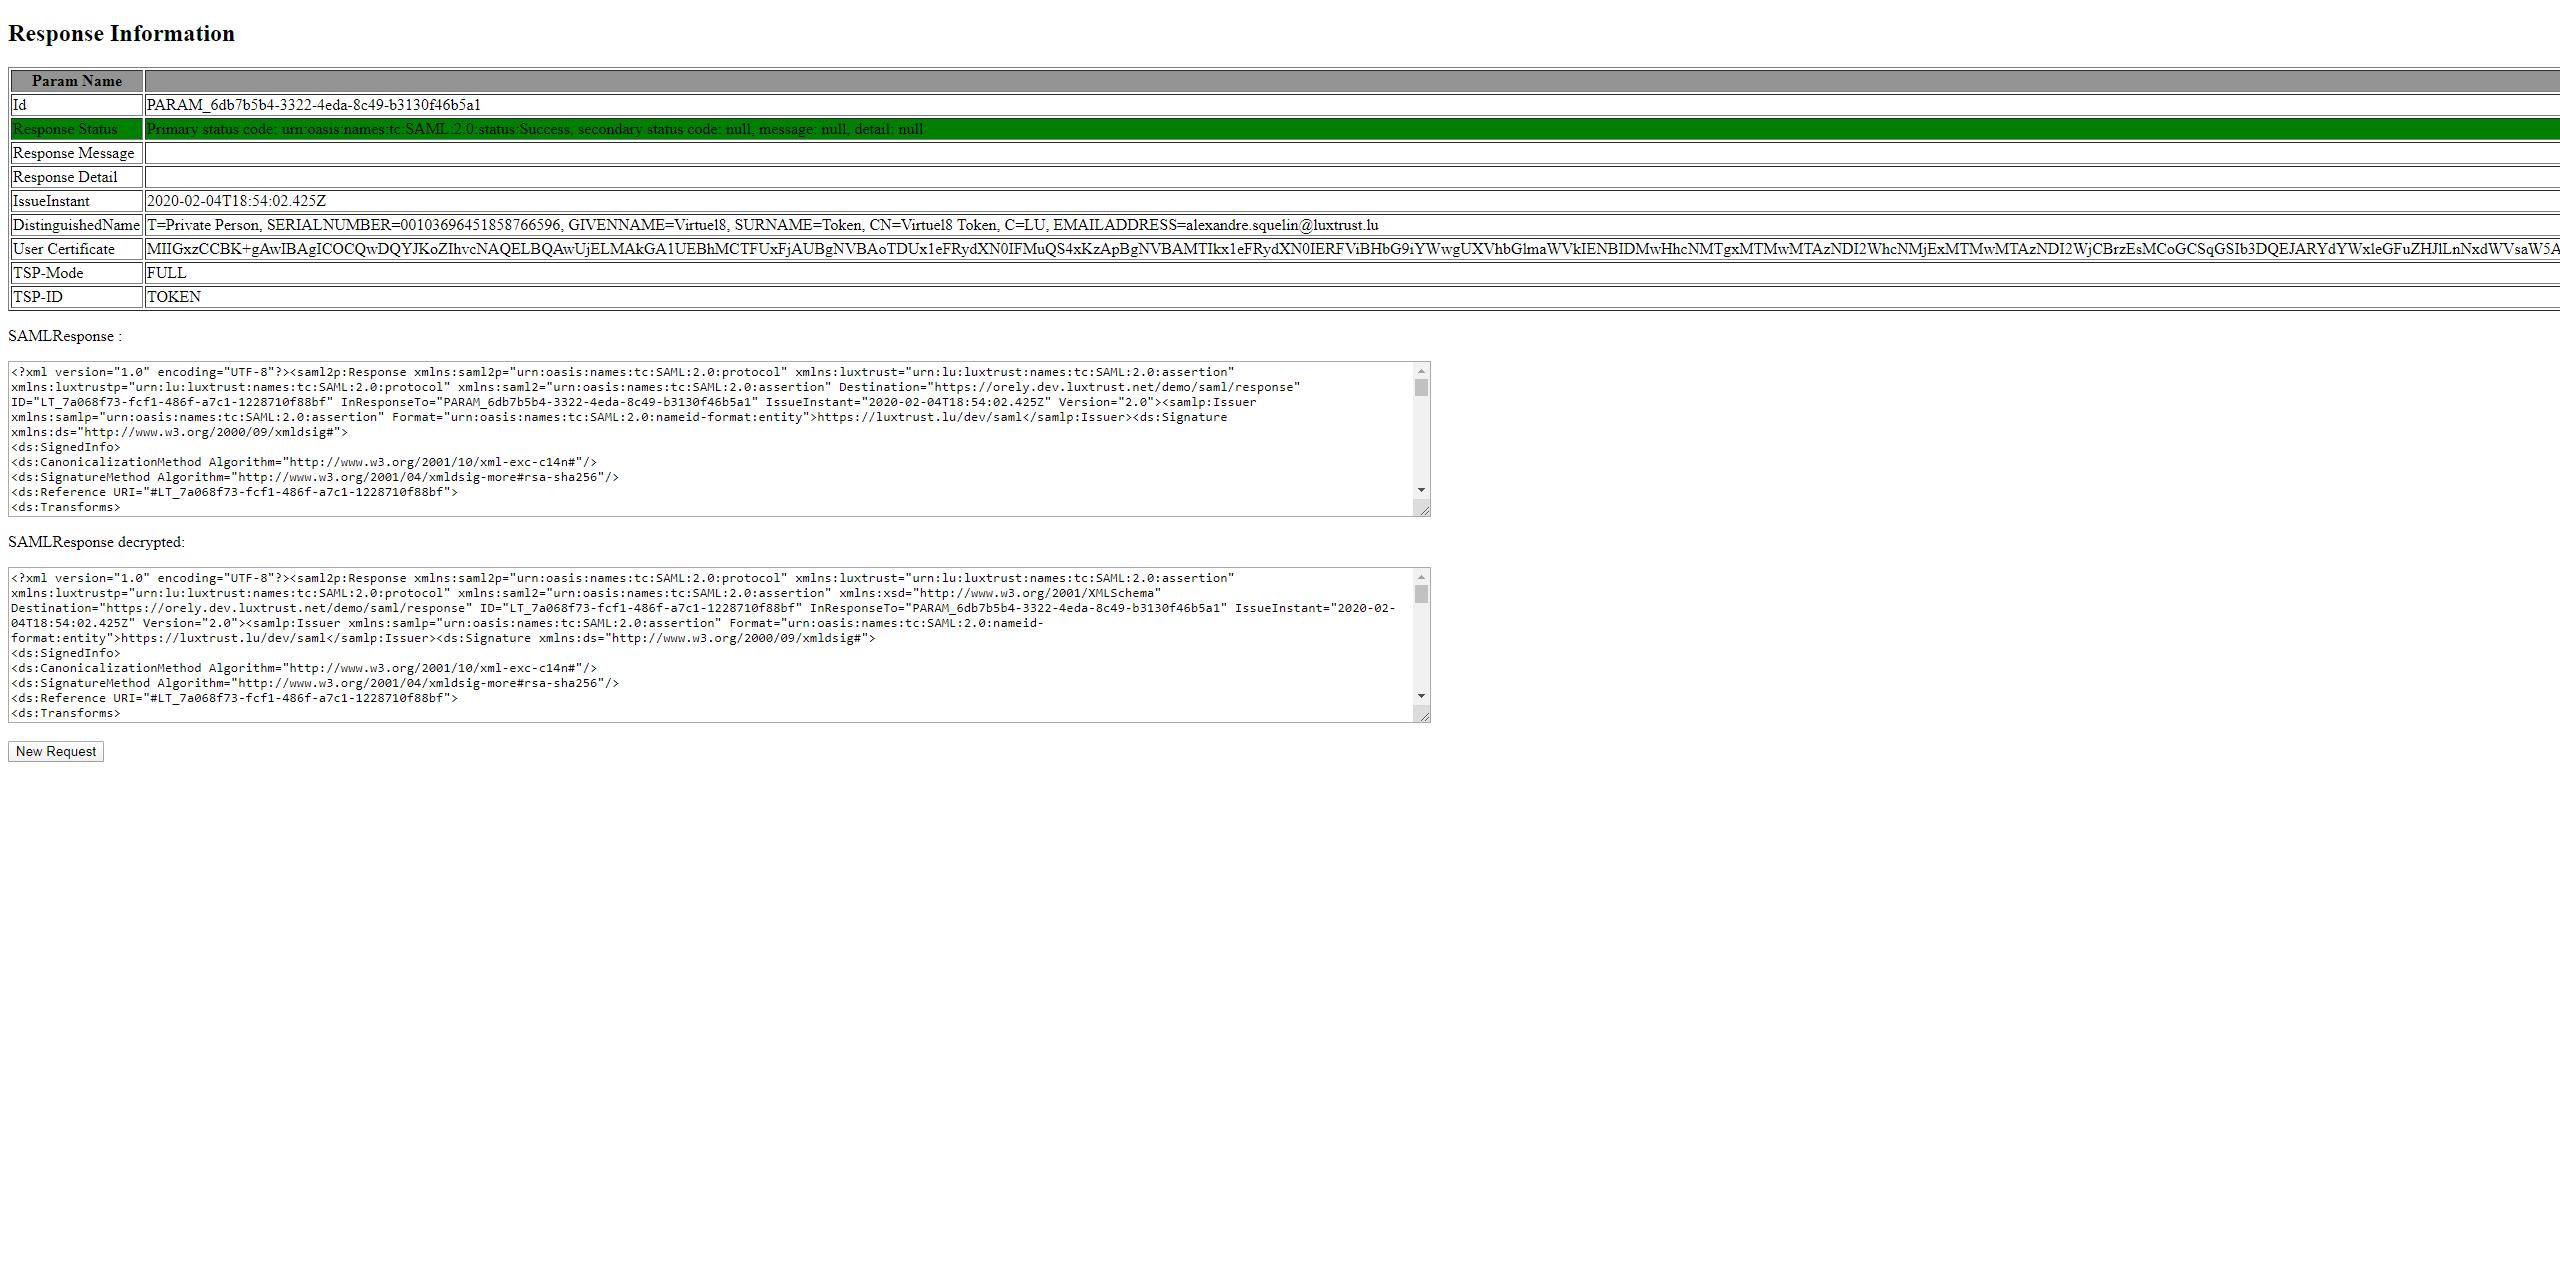 Response Information
Param Name
Id PARAM_6db7b5b4-3322-4eda-8c49-b3130f46b5a1
Response Status Primary status code: urn:oasis:names:tc:SAML:2.0:status:Success, secondary status code: null, message: null, detail: null
Response Message
Response Detail
IssueInstant 2020-02-04T18:54:02.425Z
DistinguishedName T=Private Person, SERIALNUMBER=00103696451858766596, GIVENNAME=Virtuel8, SURNAME=Token, CN=Virtuel8 Token, C=LU, EMAILADDRESS=alexandre.squelin@luxtrust.lu
User Certificate MIIGxzCCBK+gAwIBAgICOCQwDQYJKoZIhvcNAQELBQAwUjELMAkGA1UEBhMCTFUxFjAUBgNVBAoTDUx1eFRydXN0IFMuQS4xKzApBgNVBAMTIkx1eFRydXN0IERFViBHbG9iYWwgUXVhbGlmaWVkIENBIDMwHhcNMTgxMTMwMTAzNDI2WhcNMjExMTMwMTAzNDI2WjCBrzEsMCoGCSqGSIb3DQEJARYdYWxleGFuZHJlLnNxdWVsaW5A
TSP-Mode FULL
TSP-ID TOKEN
SAMLResponse :
<?xml version="1.0" encoding="UTF-8"?><saml2p:Response xmlns:saml2p="urn:oasis:names:tc:SAML:2.0:protocol" xmlns:luxtrust="urn:lu:luxtrust:names:tc:SAML:2.0:assertion"
xmlns:luxtrustp="urn:lu:luxtrust:names:tc:SAML:2.0:protocol" xmlns:saml2="urn:oasis:names:tc:SAML:2.0:assertion" Destination="https://orely.dev.luxtrust.net/demo/saml/response"
ID="LT_7a068f73-fcf1-486f-a7c1-1228710f88bf" InResponseTo="PARAM_6db7b5b4-3322-4eda-8c49-b3130f46b5a1" IssueInstant="2020-02-04T18:54:02.425Z" Version="2.0"><samlp:Issuer
xmlns:samlp="urn:oasis:names:tc:SAML:2.0:assertion" Format="urn:oasis:names:tc:SAML:2.0:nameid-format:entity">https://luxtrust.lu/dev/saml</samlp:Issuer><ds:Signature
xmlns:ds="http://www.w3.org/2000/09/xmldsig#">
<ds:SignedInfo>
<ds:CanonicalizationMethod Algorithm="http://www.w3.org/2001/10/xml-exc-c14n#"/>
<ds:SignatureMethod Algorithm="http://www.w3.org/2001/04/xmldsig-more#rsa-sha256"/>
<ds:Reference URI="#LT_7a068f73-fcf1-486f-a7c1-1228710f88bf">
<ds:Transforms>
SAMLResponse decrypted:
<?xml version="1.0" encoding="UTF-8"?><saml2p:Response xmlns:saml2p="urn:oasis:names:tc:SAML:2.0:protocol" xmlns:luxtrust="urn:lu:luxtrust:names:tc:SAML:2.0:assertion"
xmlns:luxtrustp="urn:lu:luxtrust:names:tc:SAML:2.0:protocol" xmlns:saml2="urn:oasis:names:tc:SAML:2.0:assertion" xmlns:xsd="http://www.w3.org/2001/XMLSchema"
Destination="https://orely.dev.luxtrust.net/demo/saml/response" ID="LT_7a068f73-fcf1-486f-a7c1-1228710f88bf" InResponseTo="PARAM_6db7b5b4-3322-4eda-8c49-b3130f46b5a1" IssueInstant="2020-02-
04T18:54:02.425Z" Version="2.0"><samlp:Issuer xmlns:samlp="urn:oasis:names:tc:SAML:2.0:assertion" Format="urn:oasis:names:tc:SAML:2.0:nameid-
format:entity">https://luxtrust.lu/dev/saml</samlp:Issuer><ds:Signature xmlns:ds="http://www.w3.org/2000/09/xmldsig#">
<ds:SignedInfo>
<ds:CanonicalizationMethod Algorithm="http://www.w3.org/2001/10/xml-exc-c14n#"/>
<ds:SignatureMethod Algorithm="http://www.w3.org/2001/04/xmldsig-more#rsa-sha256"/>
<ds:Reference URI="#LT_7a068f73-fcf1-486f-a7c1-1228710f88bf">
<ds:Transforms>
New Request